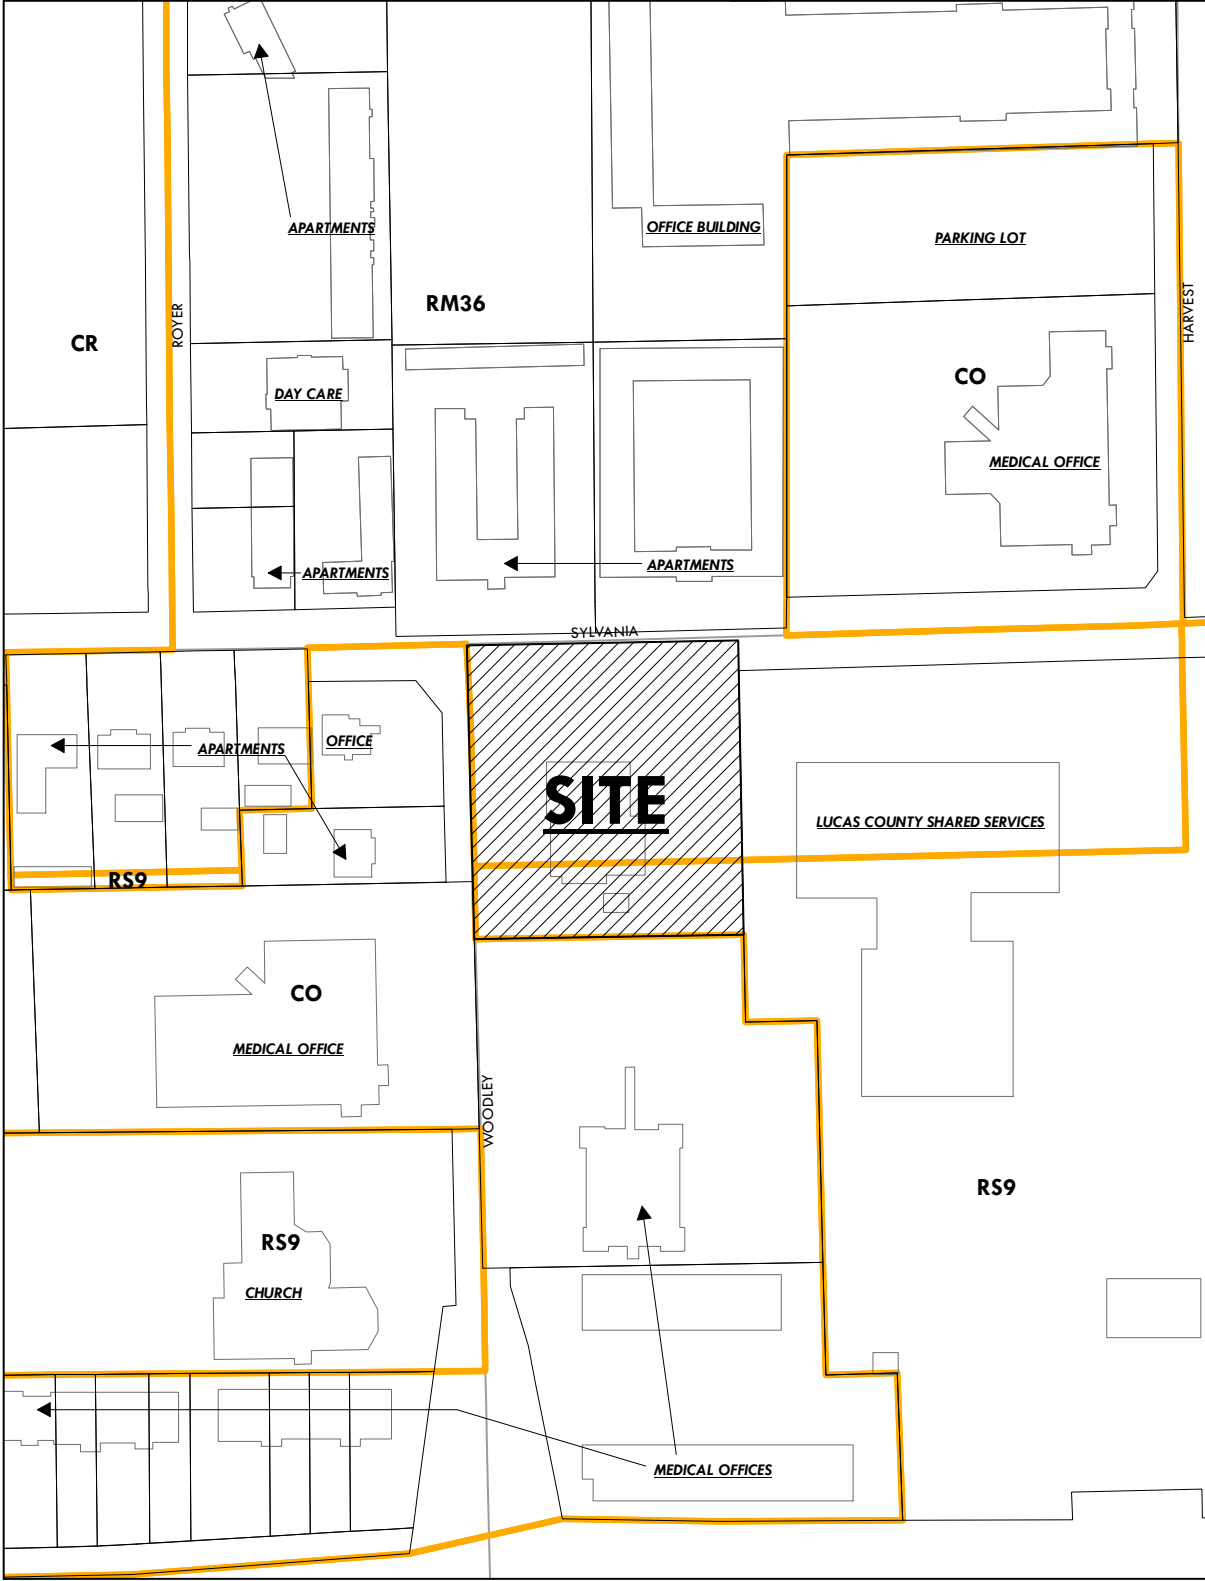 APARTMENTS
OFFICE BUILDING
PARKING LOT
RM36
ROYER
HARVEST
CR
CO
DAY CARE
MEDICAL OFFICE
APARTMENTS
APARTMENTS
SYLVANIA
APARTMENTS
OFFICE
SITE
LUCAS COUNTY SHARED SERVICES
RS9
CO
MEDICAL OFFICE
WOODLEY
RS9
RS9
CHURCH
MEDICAL OFFICES